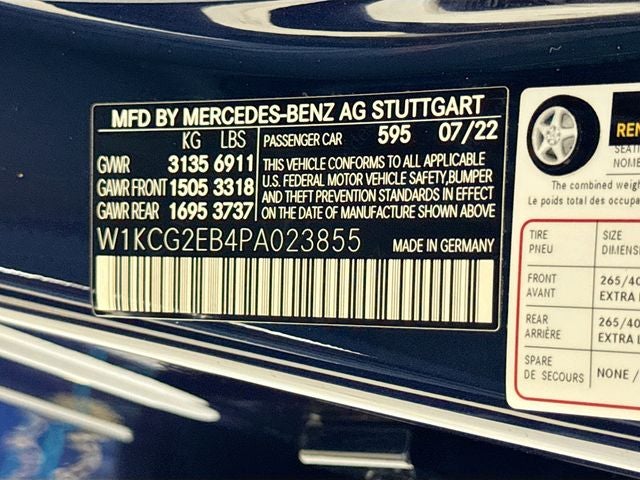 MFD BY MERCEDES-BENZ AG STUTTGART
KG LBS PASSENGER CAR 595 07/22
GVWR 3135 6911
GAWR FRONT 1505 3318
GAWR REAR 1695 3737
THIS VEHICLE CONFORMS TO ALL APPLICABLE
U.S. FEDERAL MOTOR VEHICLE SAFETY, BUMPER
AND THEFT PREVENTION STANDARDS IN EFFECT
ON THE DATE OF MANUFACTURE SHOWN ABOVE
W1KCG2EB4PA023855 MADE IN GERMANY
The combined weig
Le poids total des occupa
TIRE SIZE
PNEU DIMEN
FRONT 265/40
AVANT EXTRA L
REAR 265/40
ARRIÈRE EXTRA L
SPARE NONE /
DE SECOURS